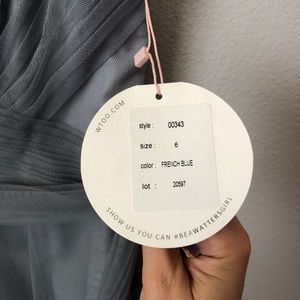 WTOO.COM
style : 00343
size : 6
color : FRENCH BLUE
lot : 20597
SHOW US YOU CAN #BEAWATTERSGIRL